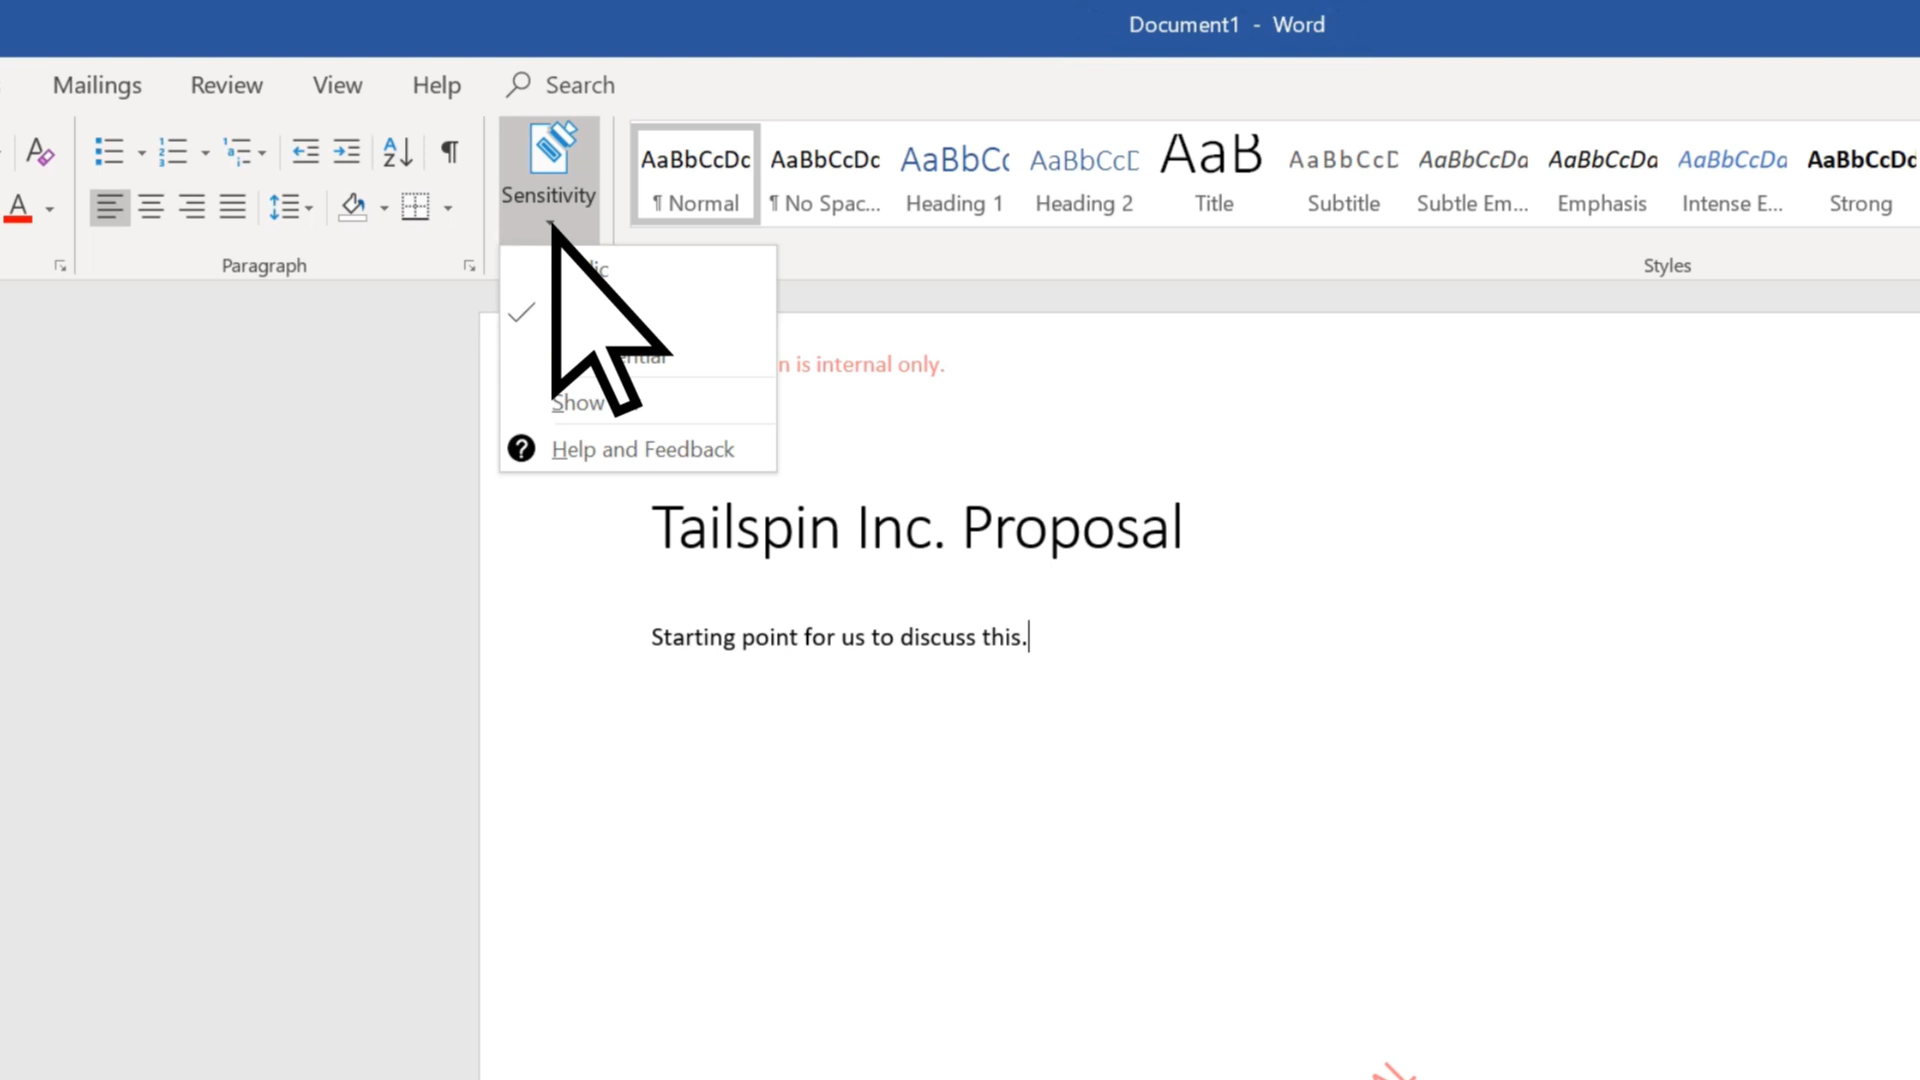 Document1 - Word
Mailings Review View Help Search
Sensitivity
AaBbCcDc AaBbCcDc AaBbCc AaBbCcD AaB AaBbCcD AaBbCcDa AaBbCcDa AaBbCcDa AaBbCcDc
¶ Normal ¶ No Spac... Heading 1 Heading 2 Title Subtitle Subtle Em... Emphasis Intense E... Strong
Paragraph
Styles
is internal only.
Show
Help and Feedback
Tailspin Inc. Proposal
Starting point for us to discuss this.